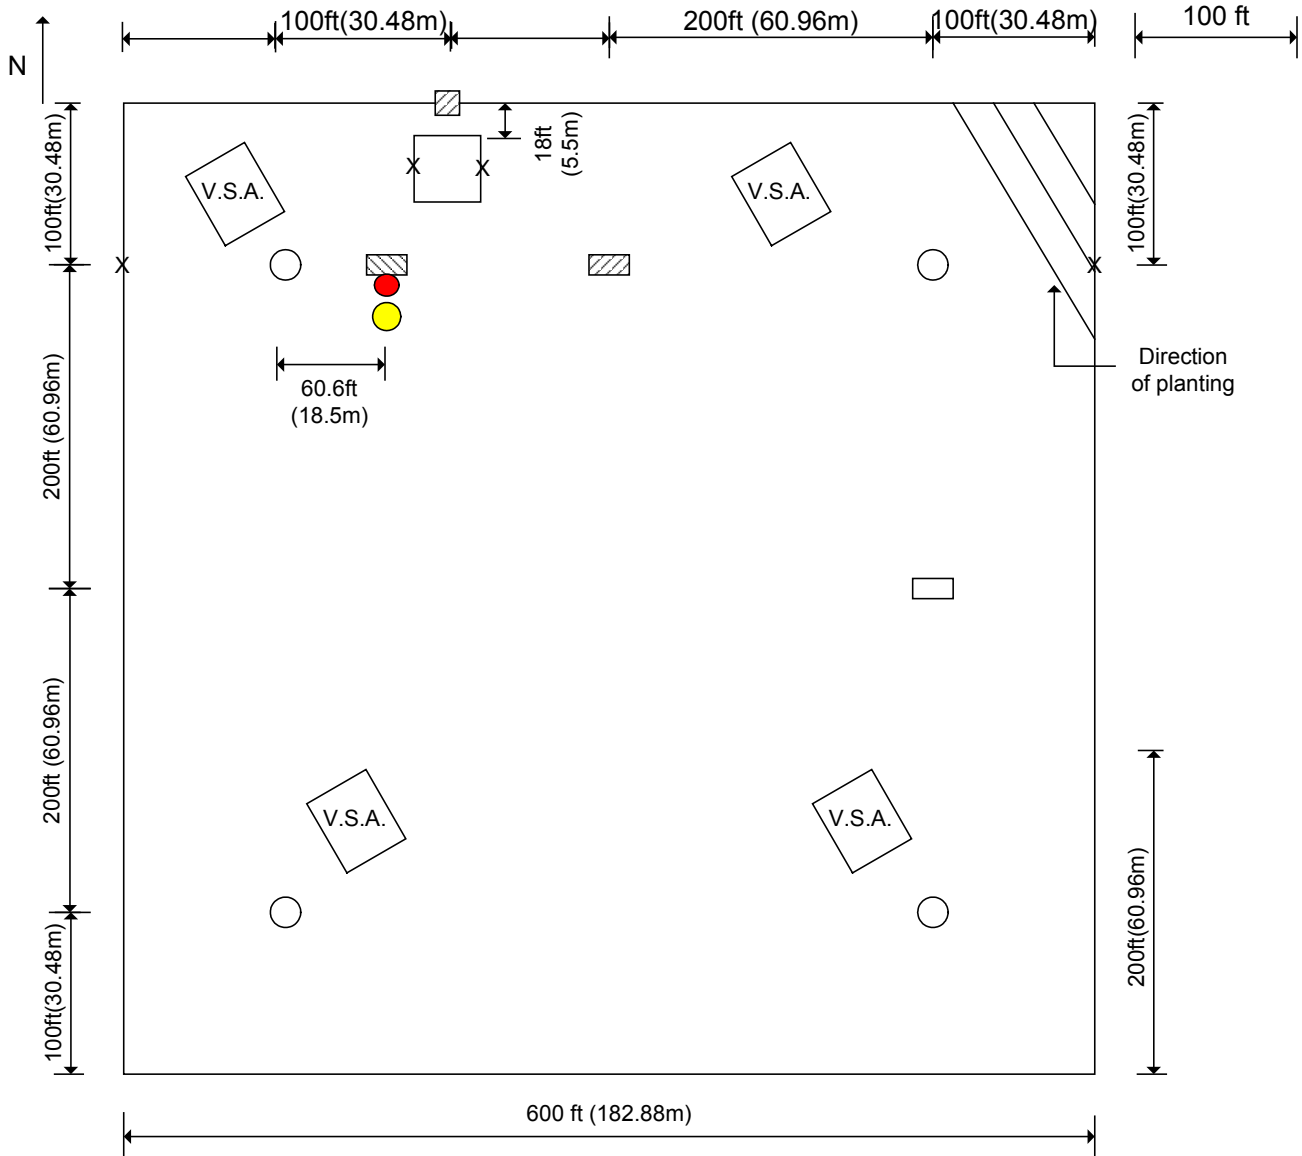 100ft(30.48m)
200ft (60.96m)
100ft(30.48m)
100 ft
N
18ft
(5.5m)
100ft(30.48m)
100ft(30.48m)
V.S.A.
V.S.A.
X
X
X
X
60.6ft
(18.5m)
Direction
of planting
200ft (60.96m)
200ft (60.96m)
V.S.A.
V.S.A.
200ft(60.96m)
100ft(30.48m)
600 ft (182.88m)